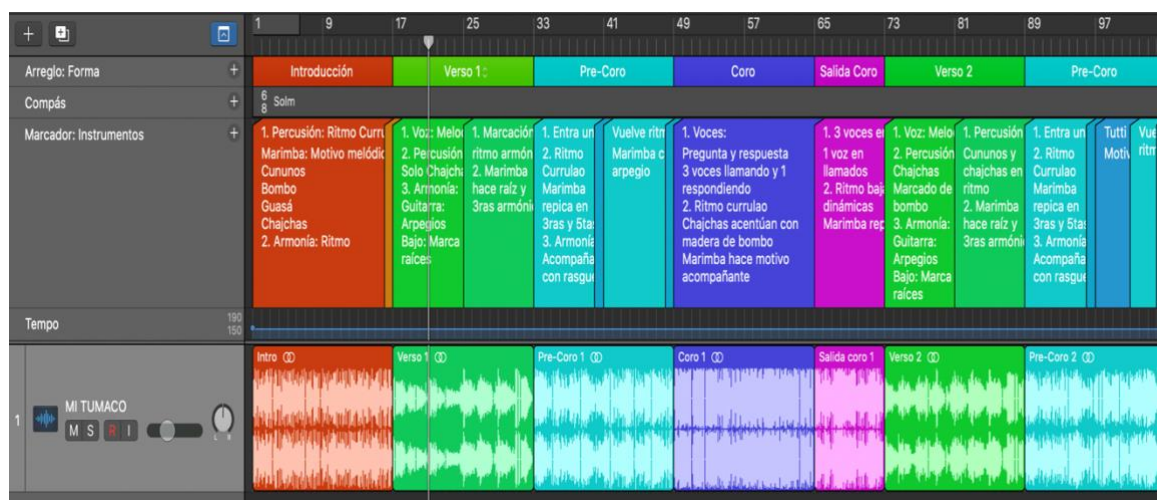 1 9 17 25 33 41 49 57 65 73 81 89 97
Arreglo: Forma
Introducción Verso 1 Pre-Coro Coro Salida Coro Verso 2 Pre-Coro
Compás
6
8 Solm
Marcador: Instrumentos
1. Percusión: Ritmo Curru
Marimba: Motivo melódic
Cununos
Bombo
Guasá
Chajchas
2. Armonía: Ritmo
1. Voz: Melo
2. Percusión
Solo Chajch
3. Armonía:
Guitarra:
Arpegios
Bajo: Marca
raíces
1. Marcación
ritmo armón
2. Marimba
hace raíz y
3ras armóni
1. Entra un
2. Ritmo
Currulao
Marimba
repica en
3ras y 5ta
3. Armonía
Acompaña
con rasgu
Vuelve ritm
Marimba c
arpegio
1. Voces:
Pregunta y respuesta
3 voces llamando y 1
respondiendo
2. Ritmo currulao
Chajchas acentúan con
madera de bombo
Marimba hace motivo
acompañante
1. 3 voces e
1 voz en
llamados
2. Ritmo baj
dinámicas
Marimba rep
1. Voz: Melo
2. Percusión
Chajchas
Marcado de
bombo
3. Armonía:
Guitarra:
Arpegios
Bajo: Marca
raíces
1. Percusión
Cununos y
chajchas en
ritmo
2. Marimba
hace raíz y
3ras armóni
1. Entra un
2. Ritmo
Currulao
Marimba
repica en
3ras y 5ta
3. Armonía
Acompaña
con rasgu
Tutti
Motiv
Vue
ritm
Tempo
190
150
Intro Verso 1 Pre-Coro 1 Coro 1 Salida coro 1 Verso 2 Pre-Coro 2
1 MI TUMACO
M S R I
L R